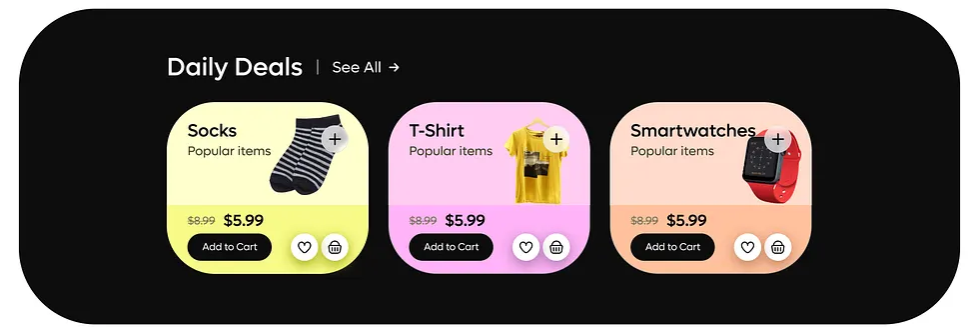 Daily Deals | See All →
Socks
Popular items
$8.99 $5.99
Add to Cart
T-Shirt
Popular items
$8.99 $5.99
Add to Cart
Smartwatches
Popular items
$8.99 $5.99
Add to Cart